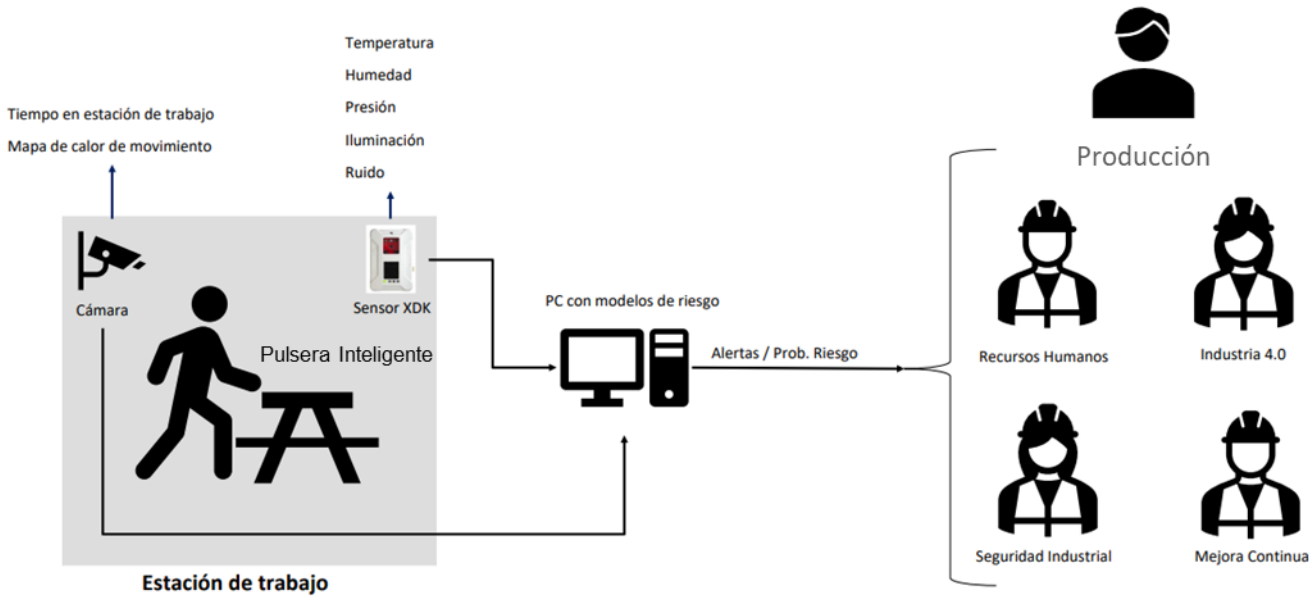 Temperatura
Humedad
Presión
Iluminación
Ruido
Tiempo en estación de trabajo
Mapa de calor de movimiento
Cámara
Sensor XDK
Pulsera Inteligente
Estación de trabajo
PC con modelos de riesgo
Alertas / Prob. Riesgo
Producción
Recursos Humanos
Industria 4.0
Seguridad Industrial
Mejora Continua